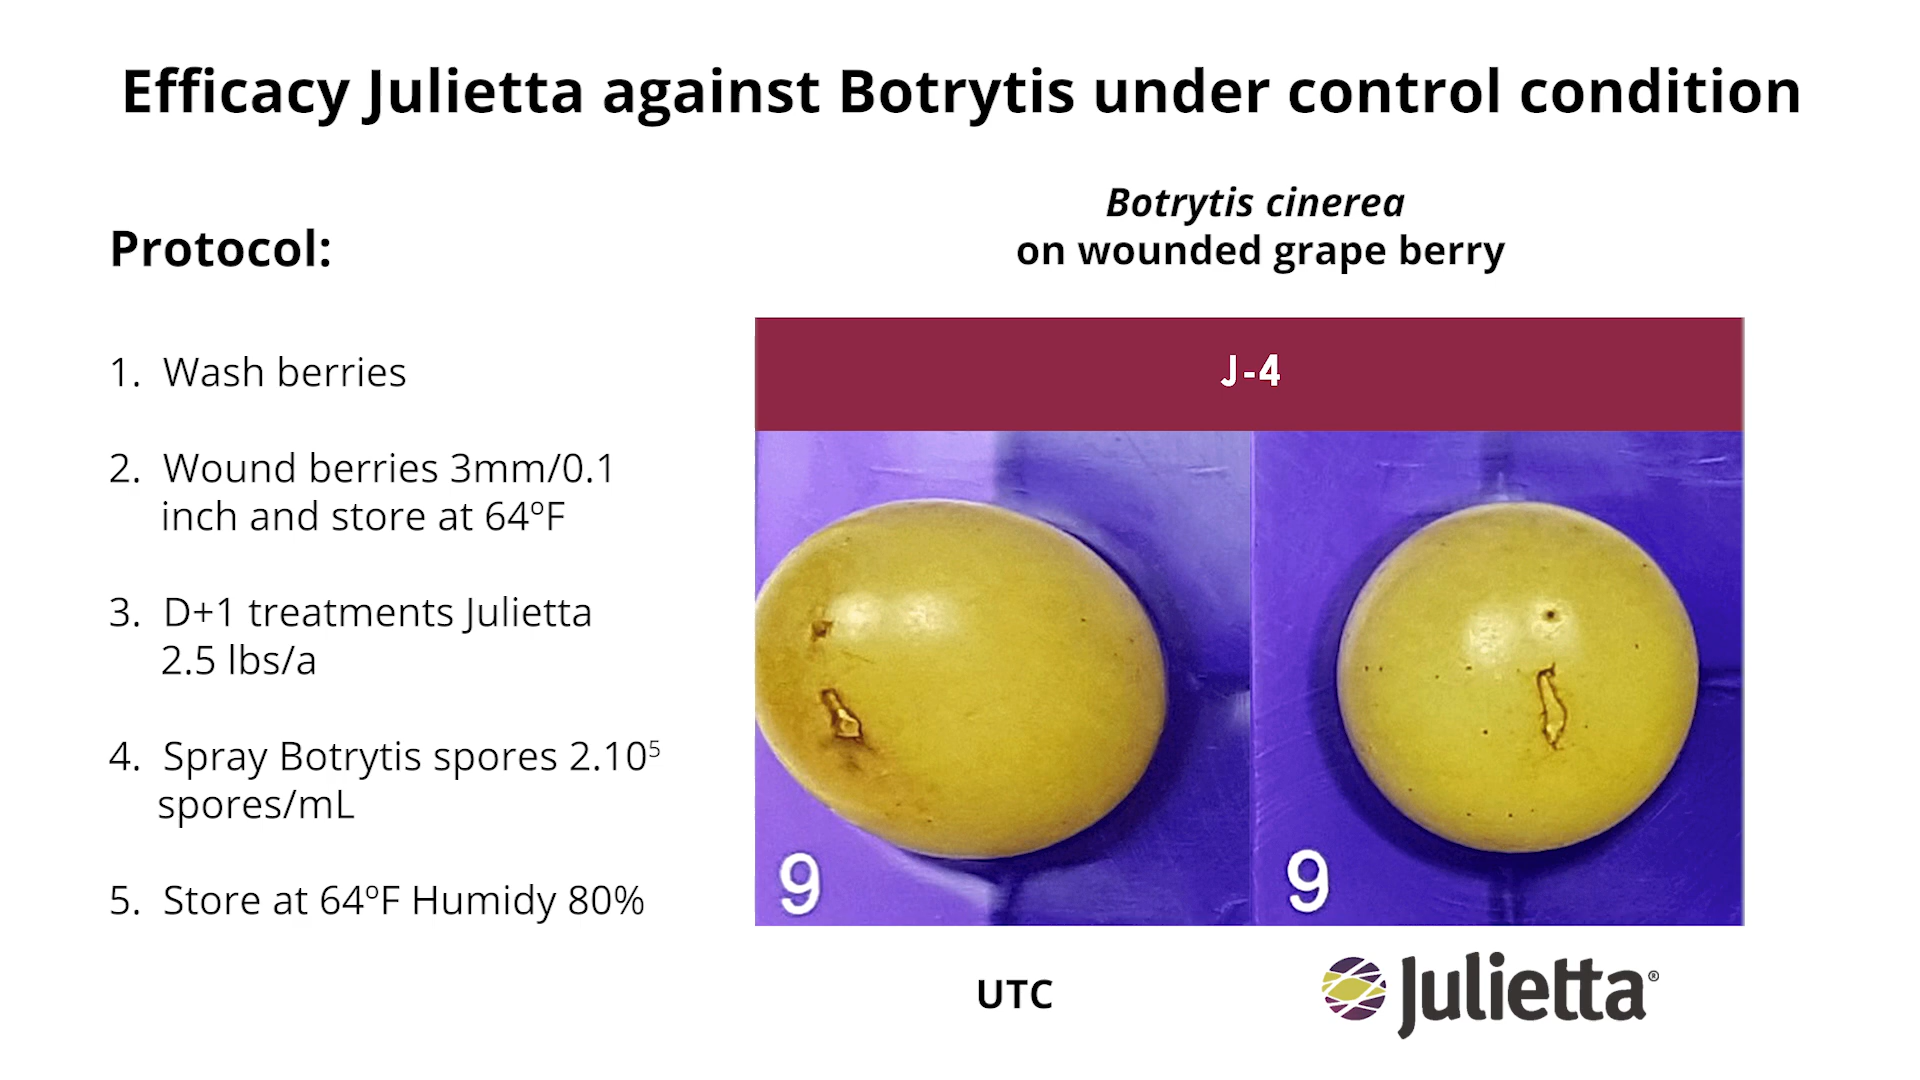 Efficacy Julietta against Botrytis under control condition
Protocol:
1. Wash berries
2. Wound berries 3mm/0.1
inch and store at 64ºF
3. D+1 treatments Julietta
2.5 lbs/a
4. Spray Botrytis spores 2.10⁵
spores/mL
5. Store at 64ºF Humidy 80%
Botrytis cinerea
on wounded grape berry
J-4
9
9
UTC
Julietta®